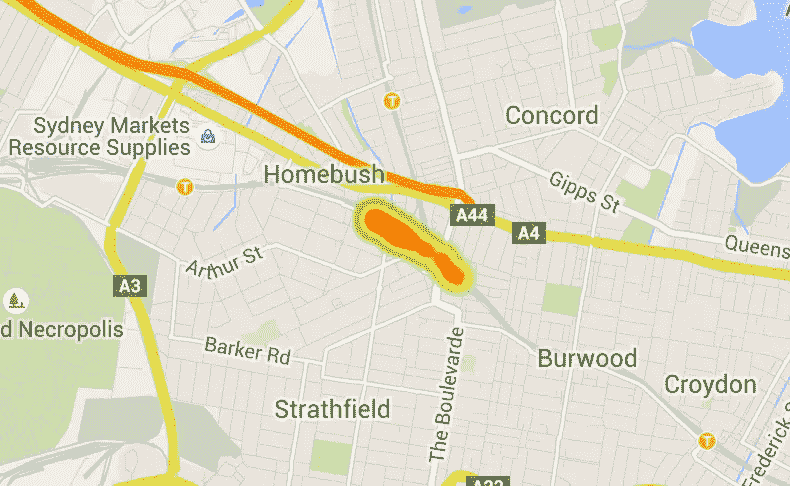 Concord
Sydney Markets
Resource Supplies
T
Homebush
Gipps St
T
A44
A4
Queens
Arthur St
A3
d Necropolis
Barker Rd
The Boulevarde
Burwood
Croydon
Strathfield
T
Frederick S